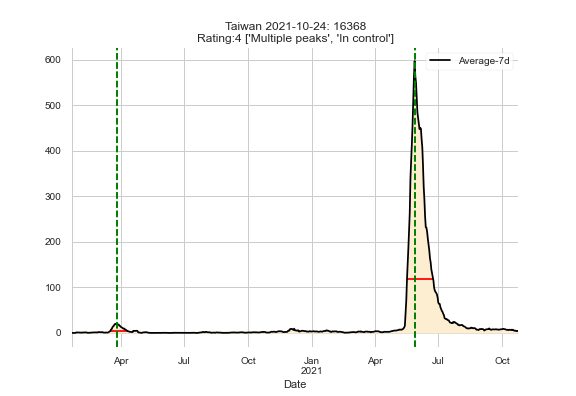 Taiwan 2021-10-24: 16368
Rating:4 ['Multiple peaks', 'In control']
Average-7d
600
500
400
300
200
100
0
Apr Jul Oct Jan Apr Jul Oct
2021
Date